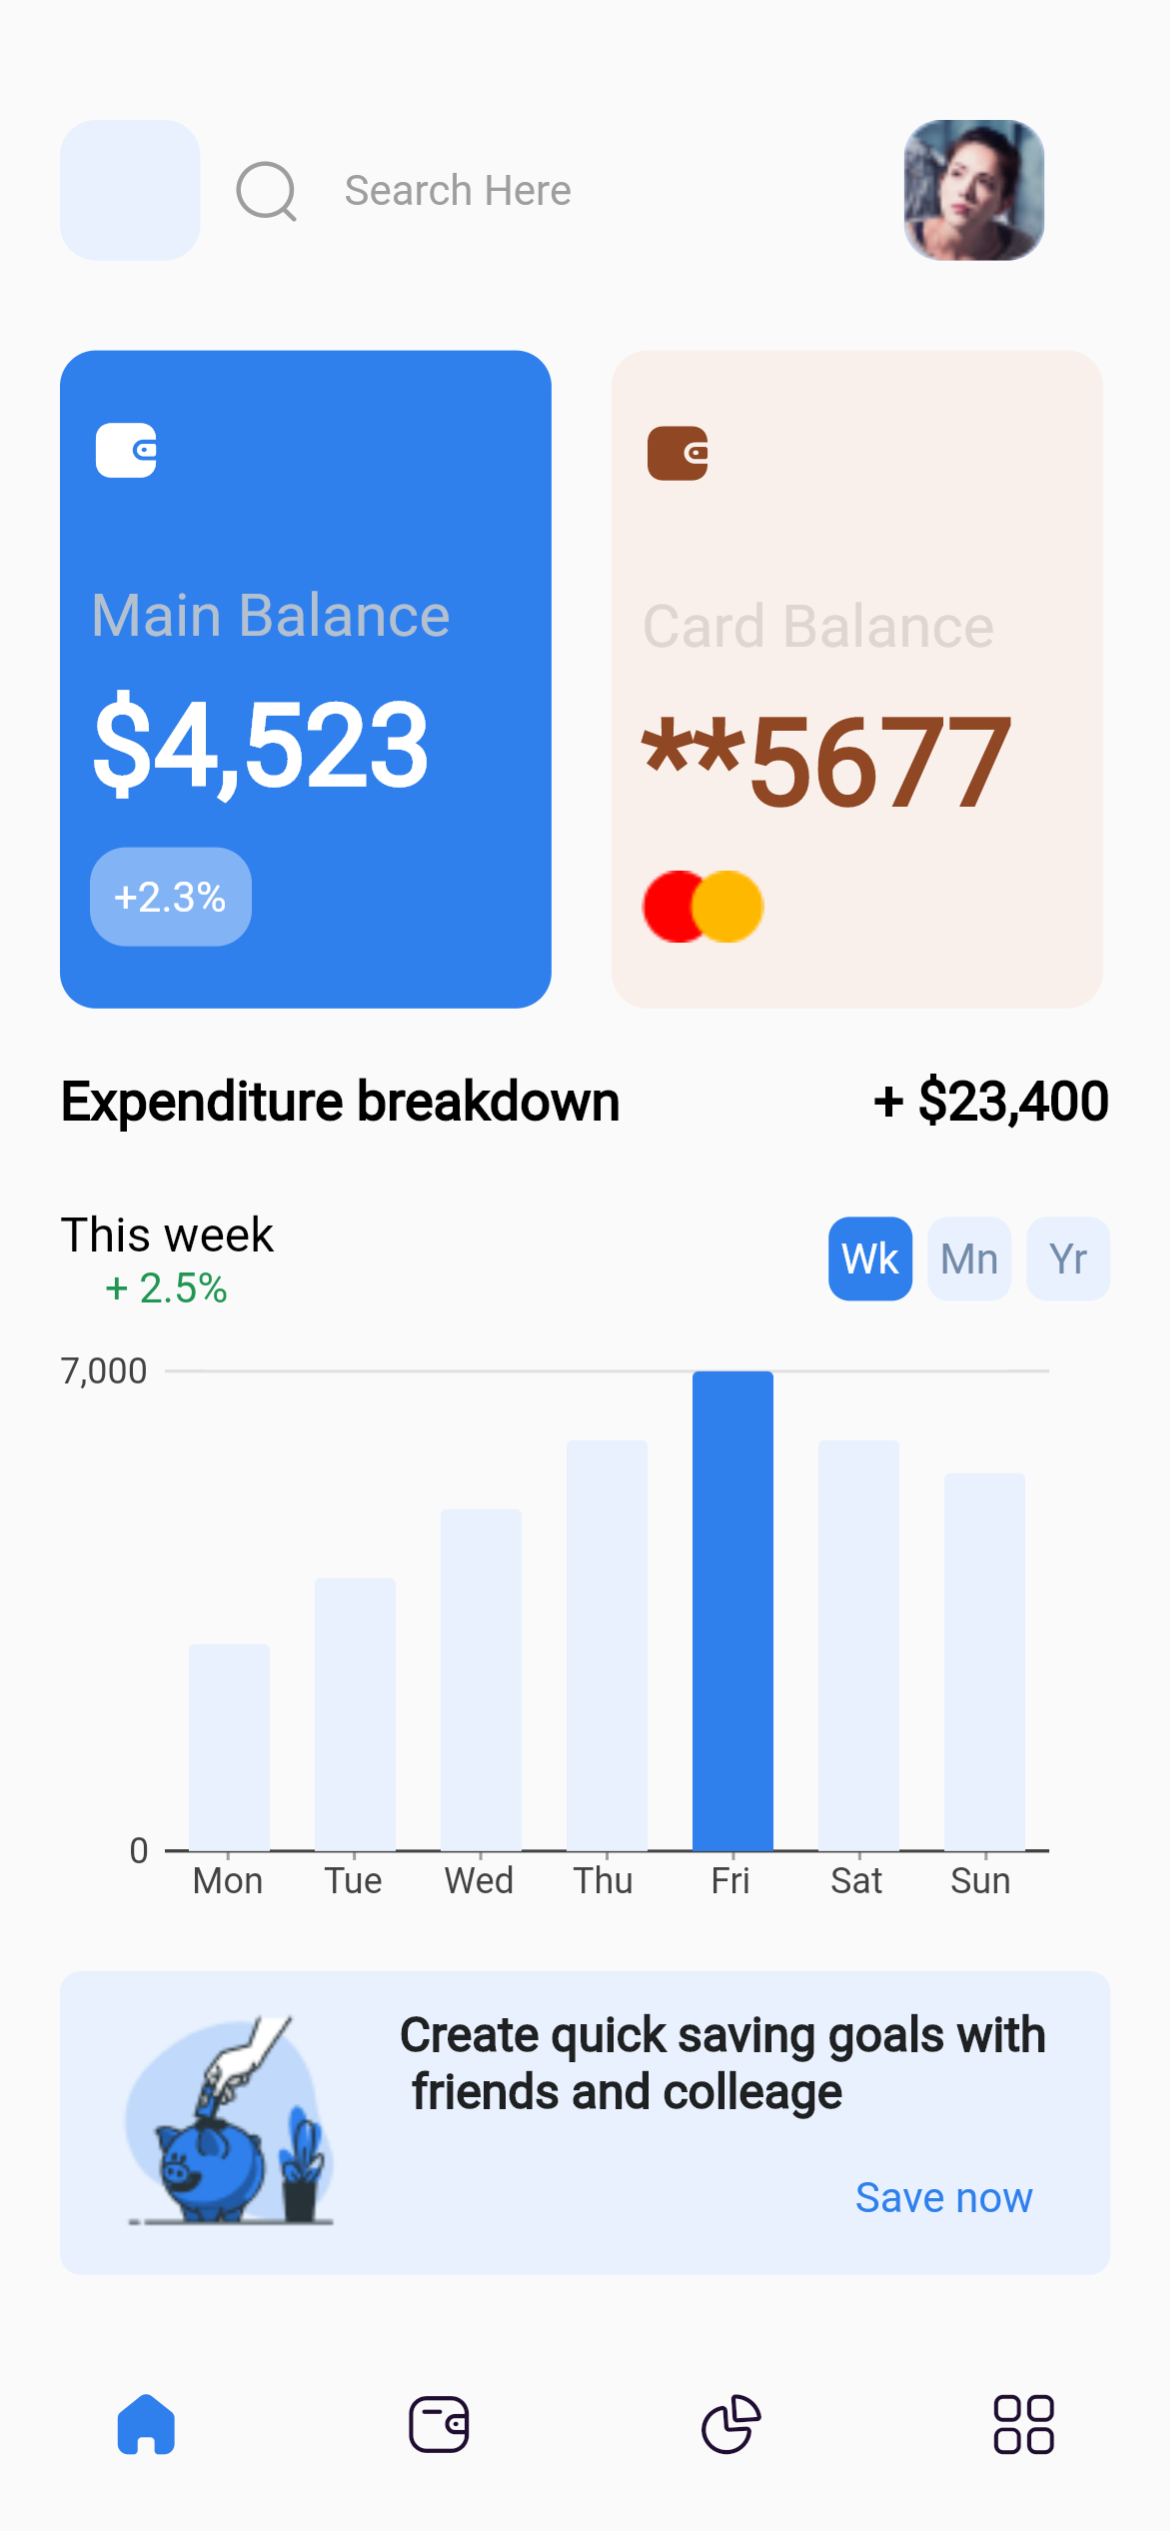 Search Here
Main Balance
$4,523
+2.3%
Card Balance
**5677
Expenditure breakdown
+ $23,400
This week
+ 2.5%
Wk
Mn
Yr
7,000
0
Mon Tue Wed Thu Fri Sat Sun
Create quick saving goals with
friends and colleage
Save now